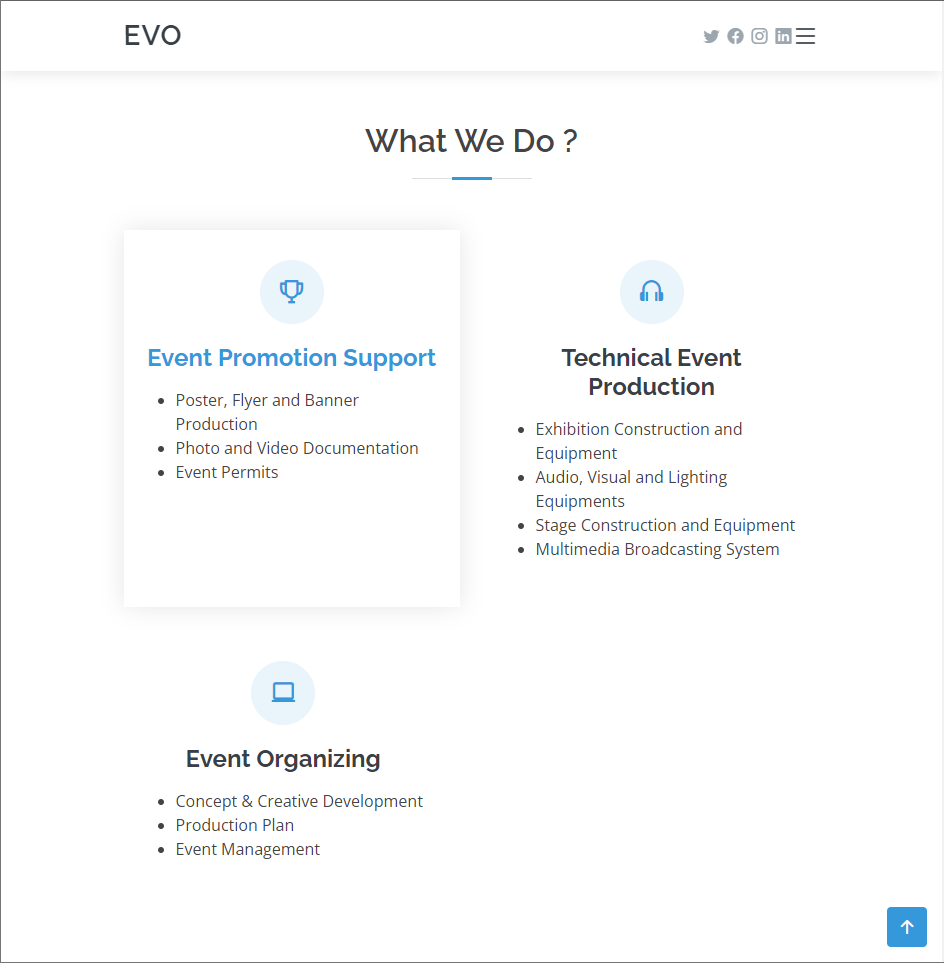 EVO
What We Do ?
Event Promotion Support
Poster, Flyer and Banner
Production
Photo and Video Documentation
Event Permits
Technical Event
Production
Exhibition Construction and
Equipment
Audio, Visual and Lighting
Equipments
Stage Construction and Equipment
Multimedia Broadcasting System
Event Organizing
Concept & Creative Development
Production Plan
Event Management